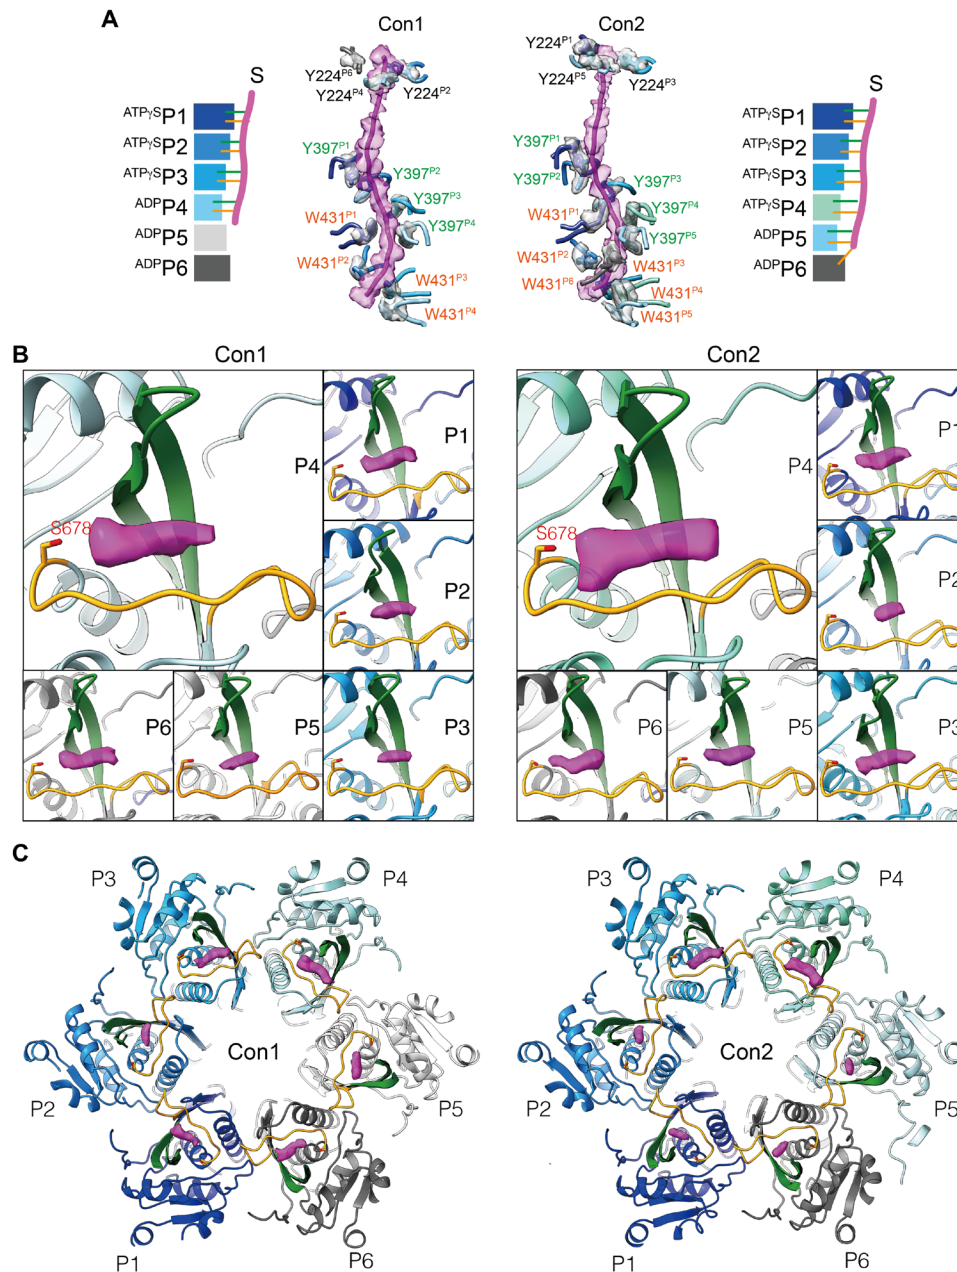 A
Con1
Con2
S
ATPγSP1
ATPγSP2
ATPγSP3
ADPP4
ADPP5
ADPP6
Y224P6
Y224P4
Y224P2
Y397P1
Y397P2
Y397P3
Y397P4
W431P1
W431P2
W431P3
W431P4
Y224P1
Y224P5
Y224P3
Y397P1
Y397P2
Y397P3
Y397P4
Y397P5
W431P1
W431P2
W431P6
W431P3
W431P4
W431P5
S
ATPγSP1
ATPγSP2
ATPγSP3
ATPγSP4
ADPP5
ADPP6
B
Con1
Con2
P4
S678
P1
P2
P6
P5
P3
P4
S678
P1
P2
P6
P5
P3
C
P3
P4
Con1
P2
P5
P1
P6
P3
P4
Con2
P2
P5
P1
P6